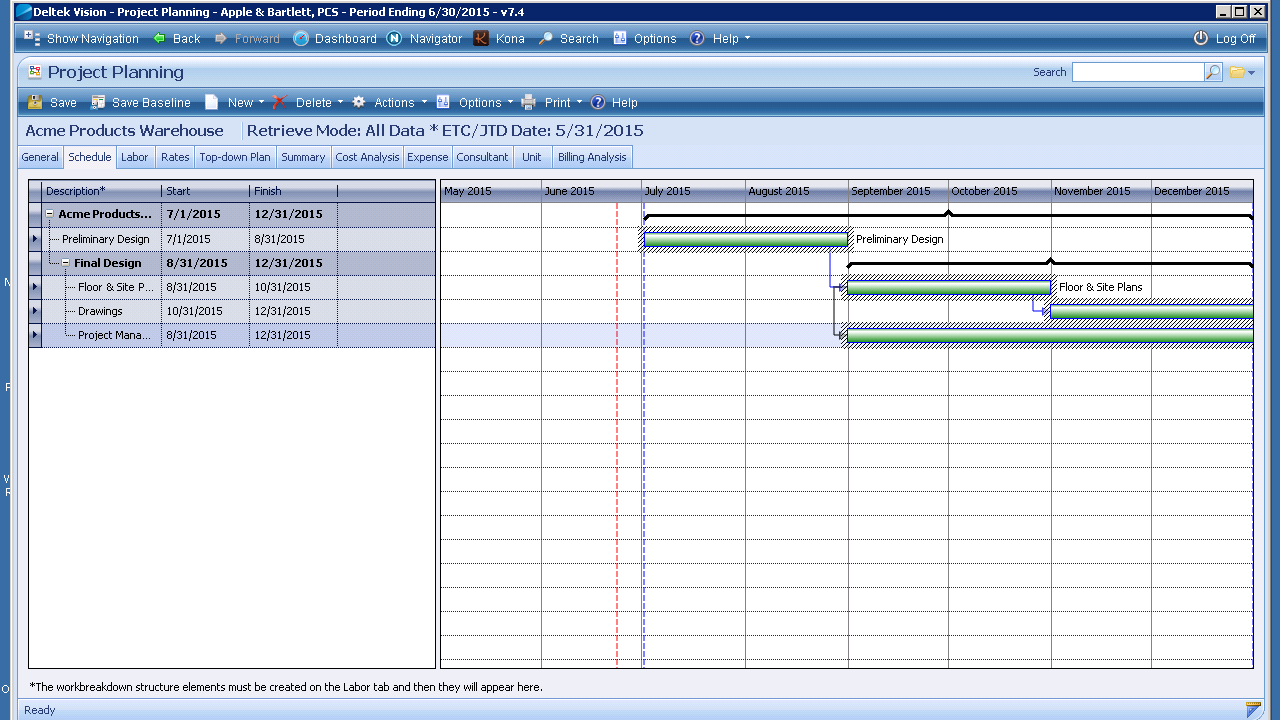 Deltek Vision - Project Planning - Apple & Bartlett, PCS - Period Ending 6/30/2015 - v7.4
Show Navigation Back Forward Dashboard Navigator Kona Search Options Help Log Off
Project Planning Search
Save Save Baseline New Delete Actions Options Print Help
Acme Products Warehouse Retrieve Mode: All Data * ETC/JTD Date: 5/31/2015
General Schedule Labor Rates Top-down Plan Summary Cost Analysis Expense Consultant Unit Billing Analysis
Description* Start Finish May 2015 June 2015 July 2015 August 2015 September 2015 October 2015 November 2015 December 2015
Acme Products... 7/1/2015 12/31/2015
Preliminary Design 7/1/2015 8/31/2015 Preliminary Design
Final Design 8/31/2015 12/31/2015
Floor & Site P... 8/31/2015 10/31/2015 Floor & Site Plans
Drawings 10/31/2015 12/31/2015
Project Mana... 8/31/2015 12/31/2015
*The workbreakdown structure elements must be created on the Labor tab and then they will appear here.
Ready